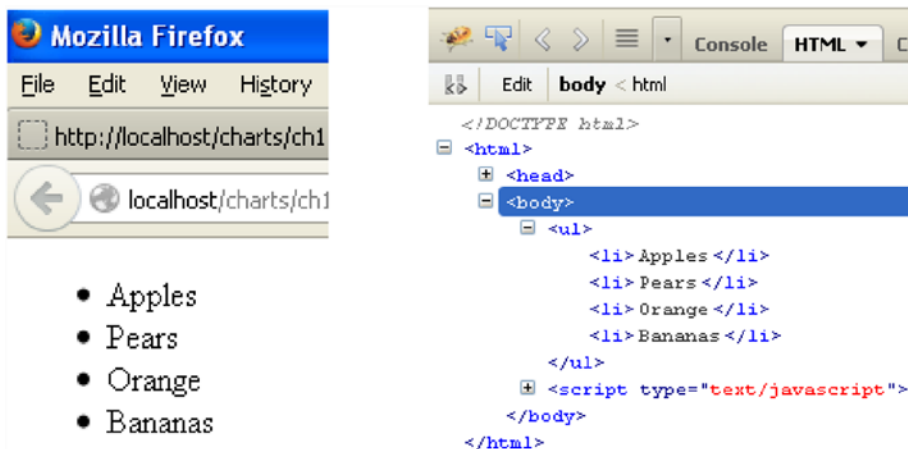 Mozilla Firefox
File Edit View History
http://localhost/charts/ch1
localhost/charts/ch1
• Apples
• Pears
• Orange
• Bananas
Console HTML C
Edit body < html
<!DOCTYPE html>
<html>
<head>
<body>
<ul>
<li> Apples </li>
<li> Pears </li>
<li> Orange </li>
<li> Bananas </li>
</ul>
<script type="text/javascript">
</body>
</html>